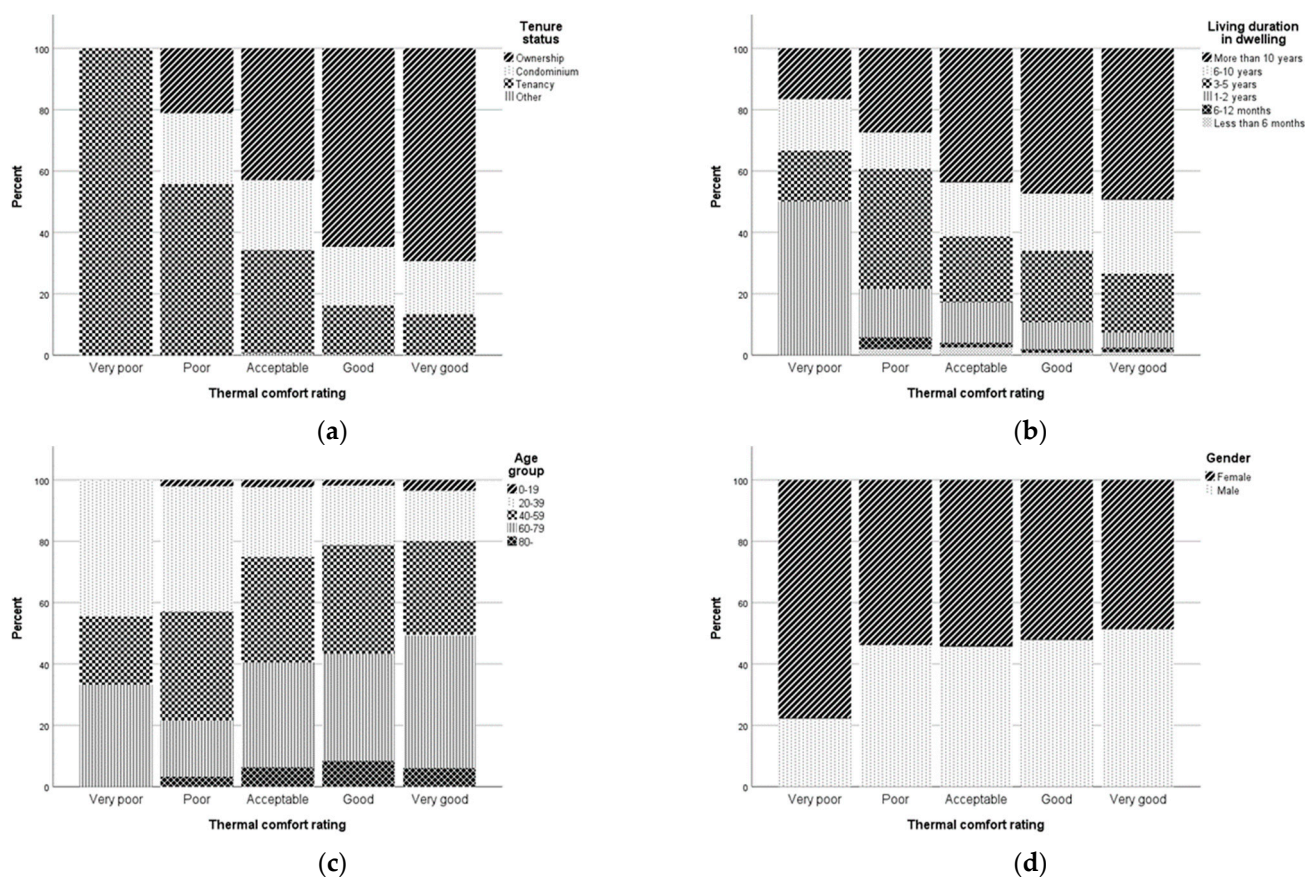 Tenure
status
Ownership
Condominium
Tenancy
Other
100
80
60
40
20
0
Percent
Very poor Poor Acceptable Good Very good
Thermal comfort rating
(a)
Living duration
in dwelling
More than 10 years
6-10 years
3-5 years
1-2 years
6-12 months
Less than 6 months
100
80
60
40
20
0
Percent
Very poor Poor Acceptable Good Very good
Thermal comfort rating
(b)
Age
group
0-19
20-39
40-59
60-79
80-
100
80
60
40
20
0
Percent
Very poor Poor Acceptable Good Very good
Thermal comfort rating
(c)
Gender
Female
Male
100
80
60
40
20
0
Percent
Very poor Poor Acceptable Good Very good
Thermal comfort rating
(d)